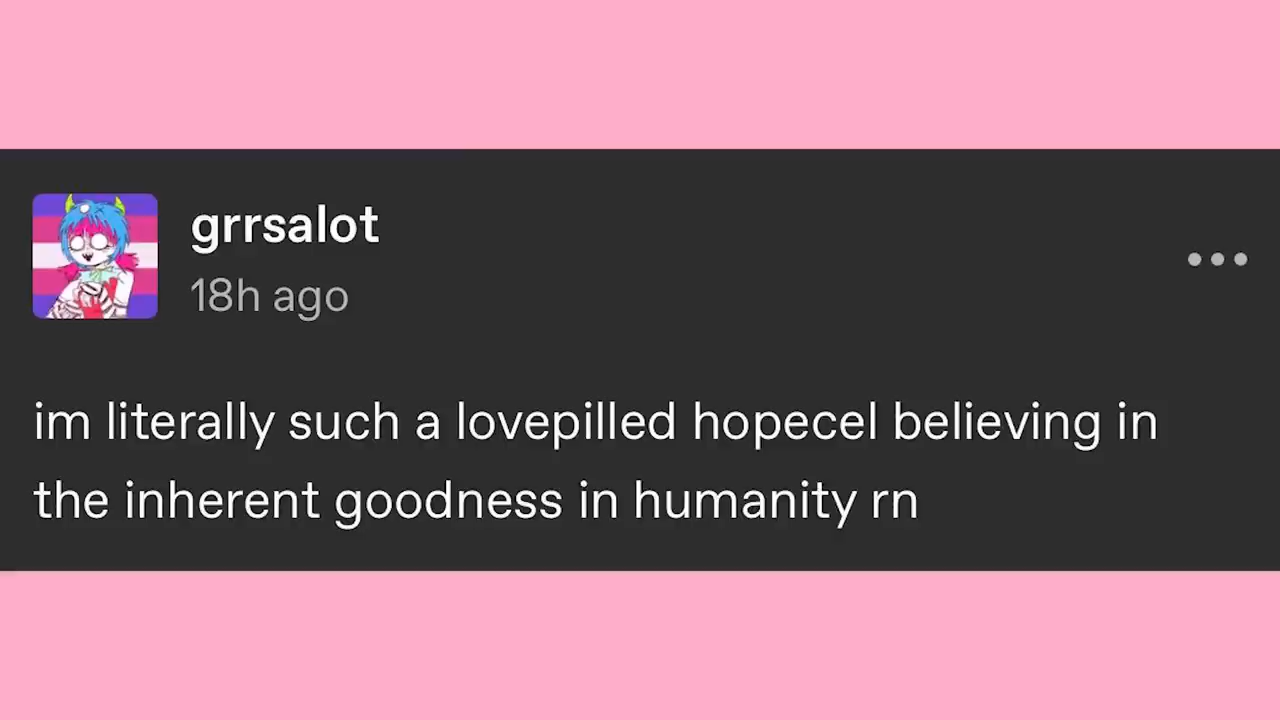 grrsalot
18h ago
im literally such a lovepilled hopecel believing in
the inherent goodness in humanity rn